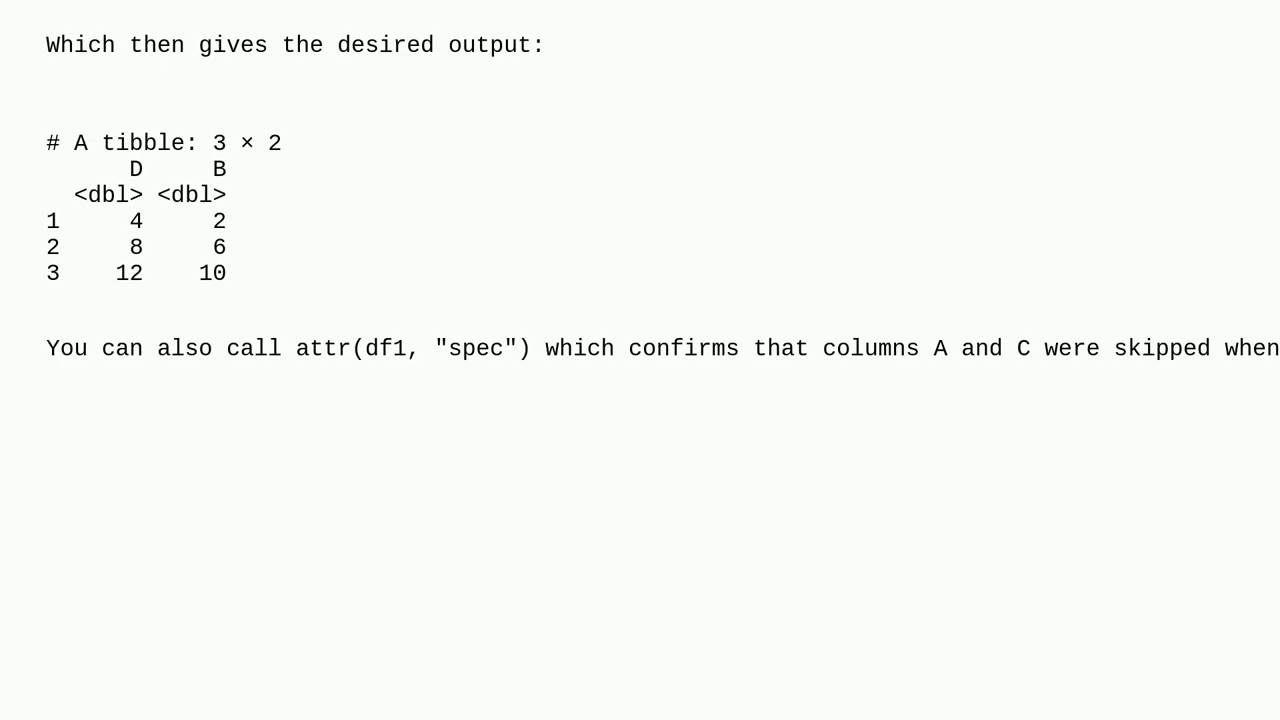 Which then gives the desired output:
# A tibble: 3 × 2
      D     B
  <dbl> <dbl>
1     4     2
2     8     6
3    12    10
You can also call attr(df1, "spec") which confirms that columns A and C were skipped when